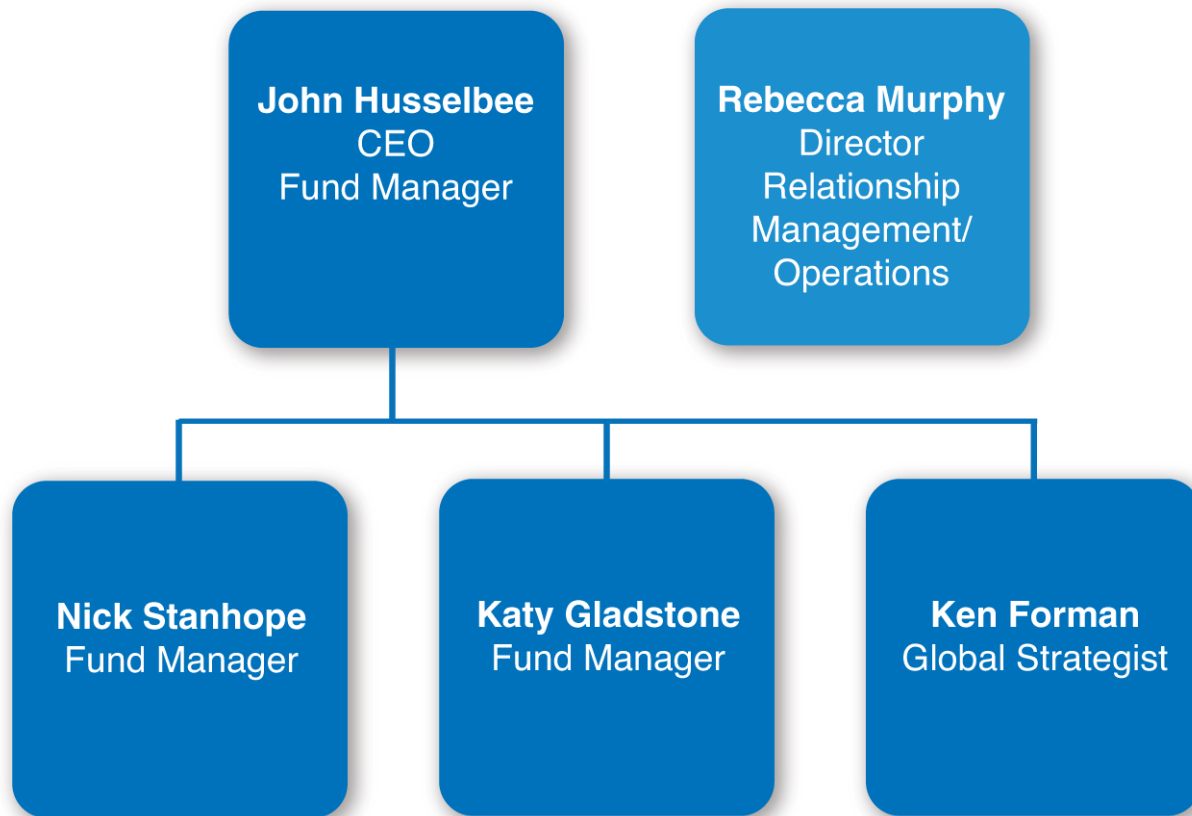 John Husselbee
CEO
Fund Manager
Rebecca Murphy
Director
Relationship
Management/
Operations
Nick Stanhope
Fund Manager
Katy Gladstone
Fund Manager
Ken Forman
Global Strategist